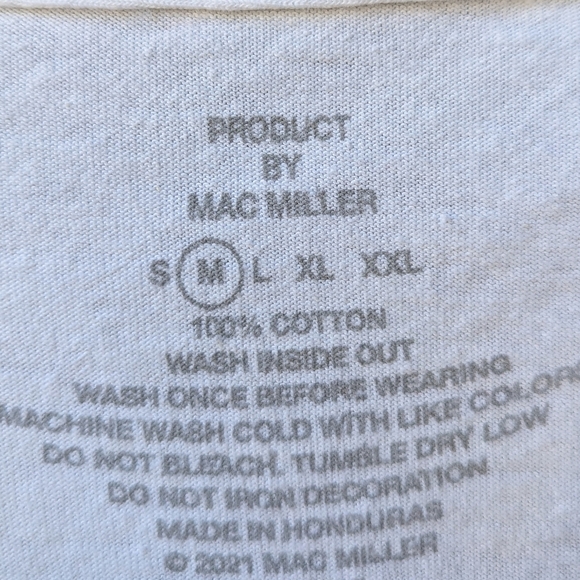 PRODUCT
BY
MAC MILLER
S M L XL XXL
100% COTTON
WASH INSIDE OUT
WASH ONCE BEFORE WEARING
MACHINE WASH COLD WITH LIKE COLORS
DO NOT BLEACH. TUMBLE DRY LOW
DO NOT IRON DECORATION
MADE IN HONDURAS
© 2021 MAC MILLER